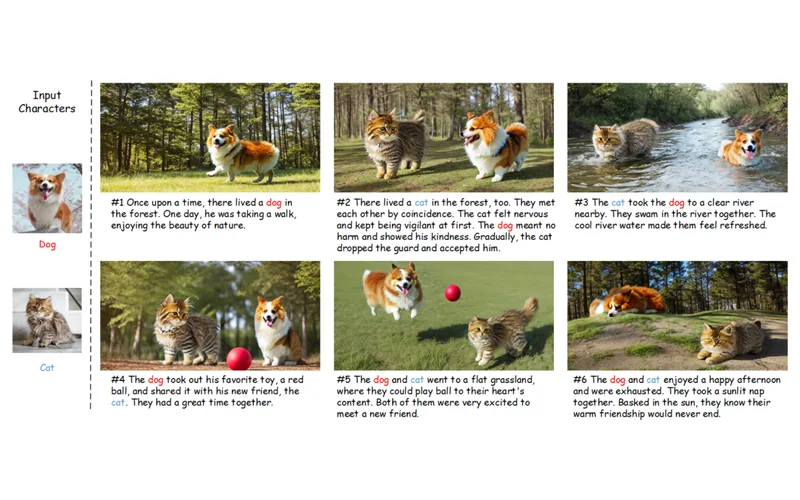 Input
Characters
Dog
Cat
#1 Once upon a time, there lived a dog in
the forest. One day, he was taking a walk,
enjoying the beauty of nature.
#2 There lived a cat in the forest, too. They met
each other by coincidence. The cat felt nervous
and kept being vigilant at first. The dog meant no
harm and showed his kindness. Gradually, the cat
dropped the guard and accepted him.
#3 The cat took the dog to a clear river
nearby. They swam in the river together. The
cool river water made them feel refreshed.
#4 The dog took out his favorite toy, a red
ball, and shared it with his new friend, the
cat. They had a great time together.
#5 The dog and cat went to a flat grassland,
where they could play ball to their heart's
content. Both of them were very excited to
meet a new friend.
#6 The dog and cat enjoyed a happy afternoon
and were exhausted. They took a sunlit nap
together. Basked in the sun, they know their
warm friendship would never end.